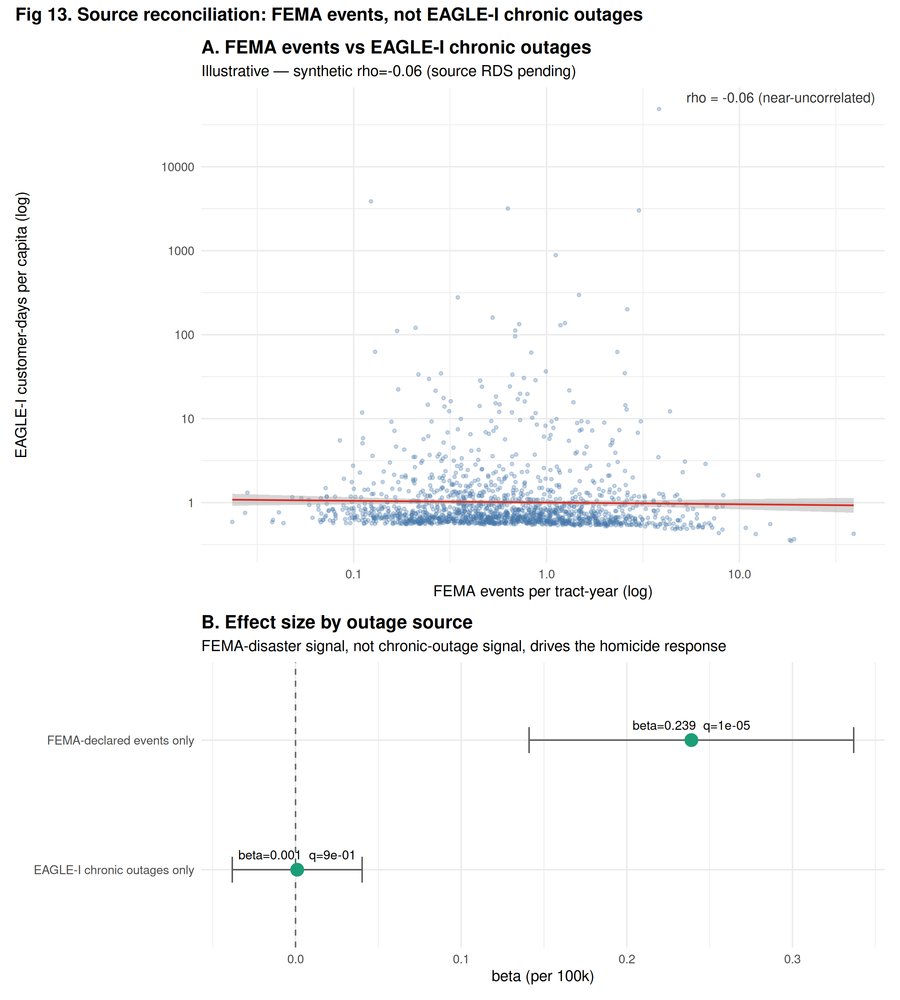 Fig 13. Source reconciliation: FEMA events, not EAGLE-I chronic outages
A. FEMA events vs EAGLE-I chronic outages
Illustrative — synthetic rho=-0.06 (source RDS pending)
rho = -0.06 (near-uncorrelated)
EAGLE-I customer-days per capita (log)
10000
1000
100
10
1
0.1
1.0
10.0
FEMA events per tract-year (log)
B. Effect size by outage source
FEMA-disaster signal, not chronic-outage signal, drives the homicide response
beta=0.239 q=1e-05
FEMA-declared events only
beta=0.001 q=9e-01
EAGLE-I chronic outages only
0.0
0.1
0.2
0.3
beta (per 100k)